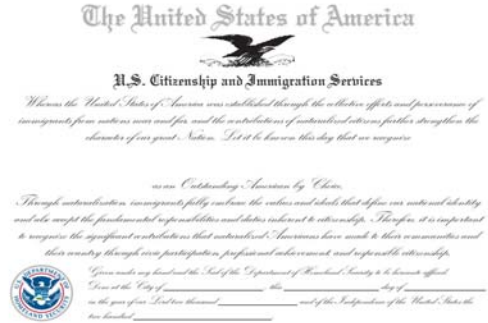 The United States of America
U.S. Citizenship and Immigration Services
Whereas the United States of America was established through the collective efforts and perseverance of
immigrants from nations near and far, and the contributions of naturalized citizens further strengthen the
character of our great Nation. Let it be known this day that we recognize
as an Outstanding American by Choice,
Through naturalization, immigrants fully embrace the values and ideals that define our national identity
and also accept the fundamental responsibilities and duties inherent to citizenship. Therefore, it is important
to recognize the significant contributions that naturalized Americans have made to their communities and
their country through civic participation, professional achievement, and responsible citizenship.
Given under my hand and the Seal of the Department of Homeland Security to be hereunto affixed
Done at the City of , this day of
in the year of our Lord two thousand and of the Independence of the United States the
two hundred
U.S. DEPARTMENT OF
HOMELAND SECURITY